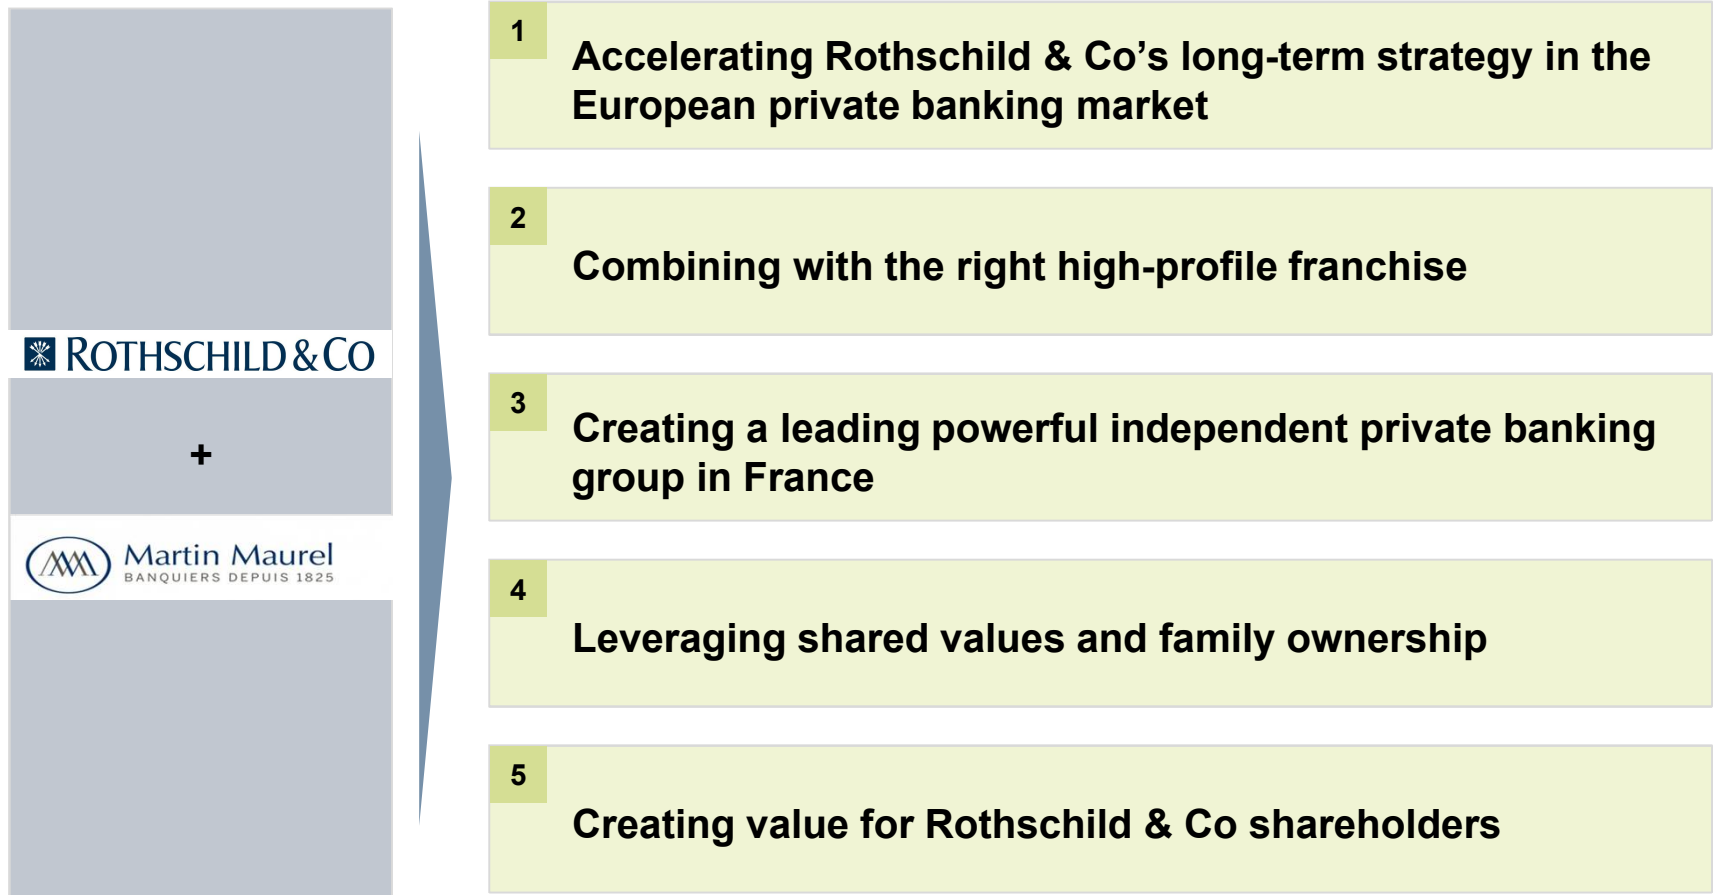 ROTHSCHILD & CO
+
Martin Maurel
BANQUIERS DEPUIS 1825
1
Accelerating Rothschild & Co’s long-term strategy in the
European private banking market
2
Combining with the right high-profile franchise
3
Creating a leading powerful independent private banking
group in France
4
Leveraging shared values and family ownership
5
Creating value for Rothschild & Co shareholders